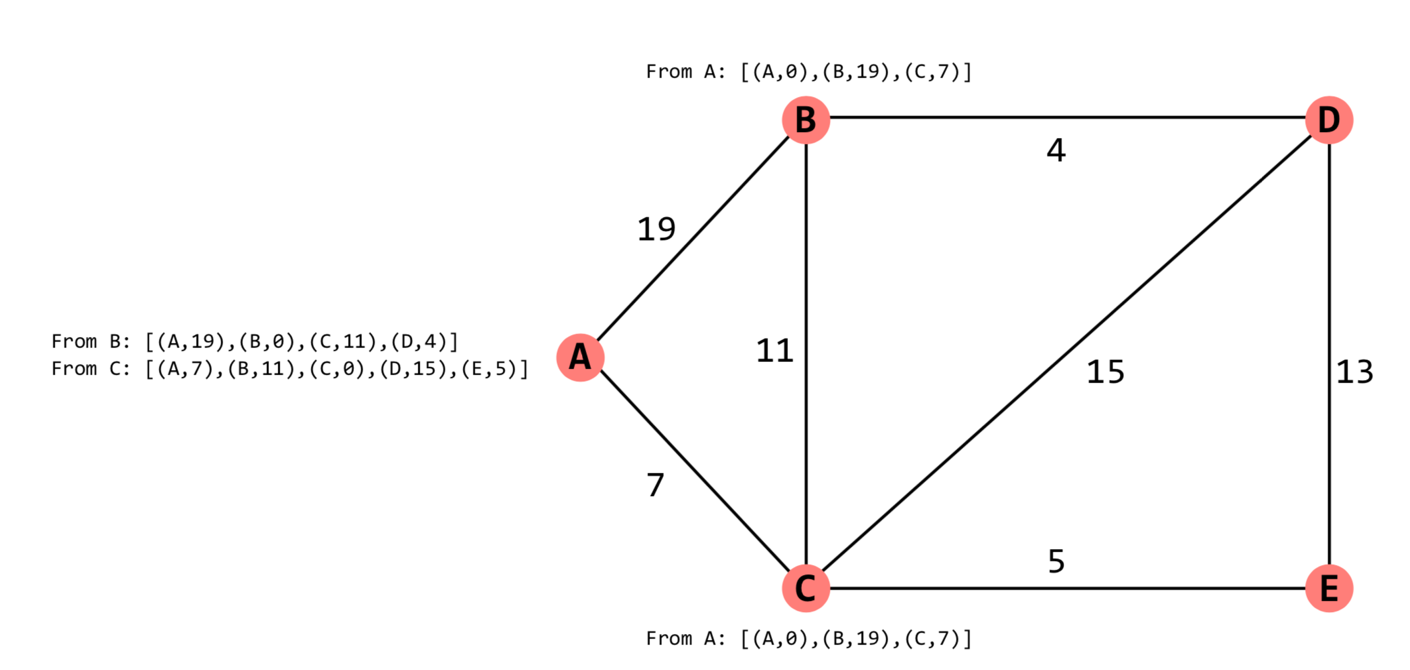 From A: [(A,0),(B,19),(C,7)]
B
D
4
19
From B: [(A,19),(B,0),(C,11),(D,4)]
From C: [(A,7),(B,11),(C,0),(D,15),(E,5)]
A
11
15
13
7
5
C
E
From A: [(A,0),(B,19),(C,7)]